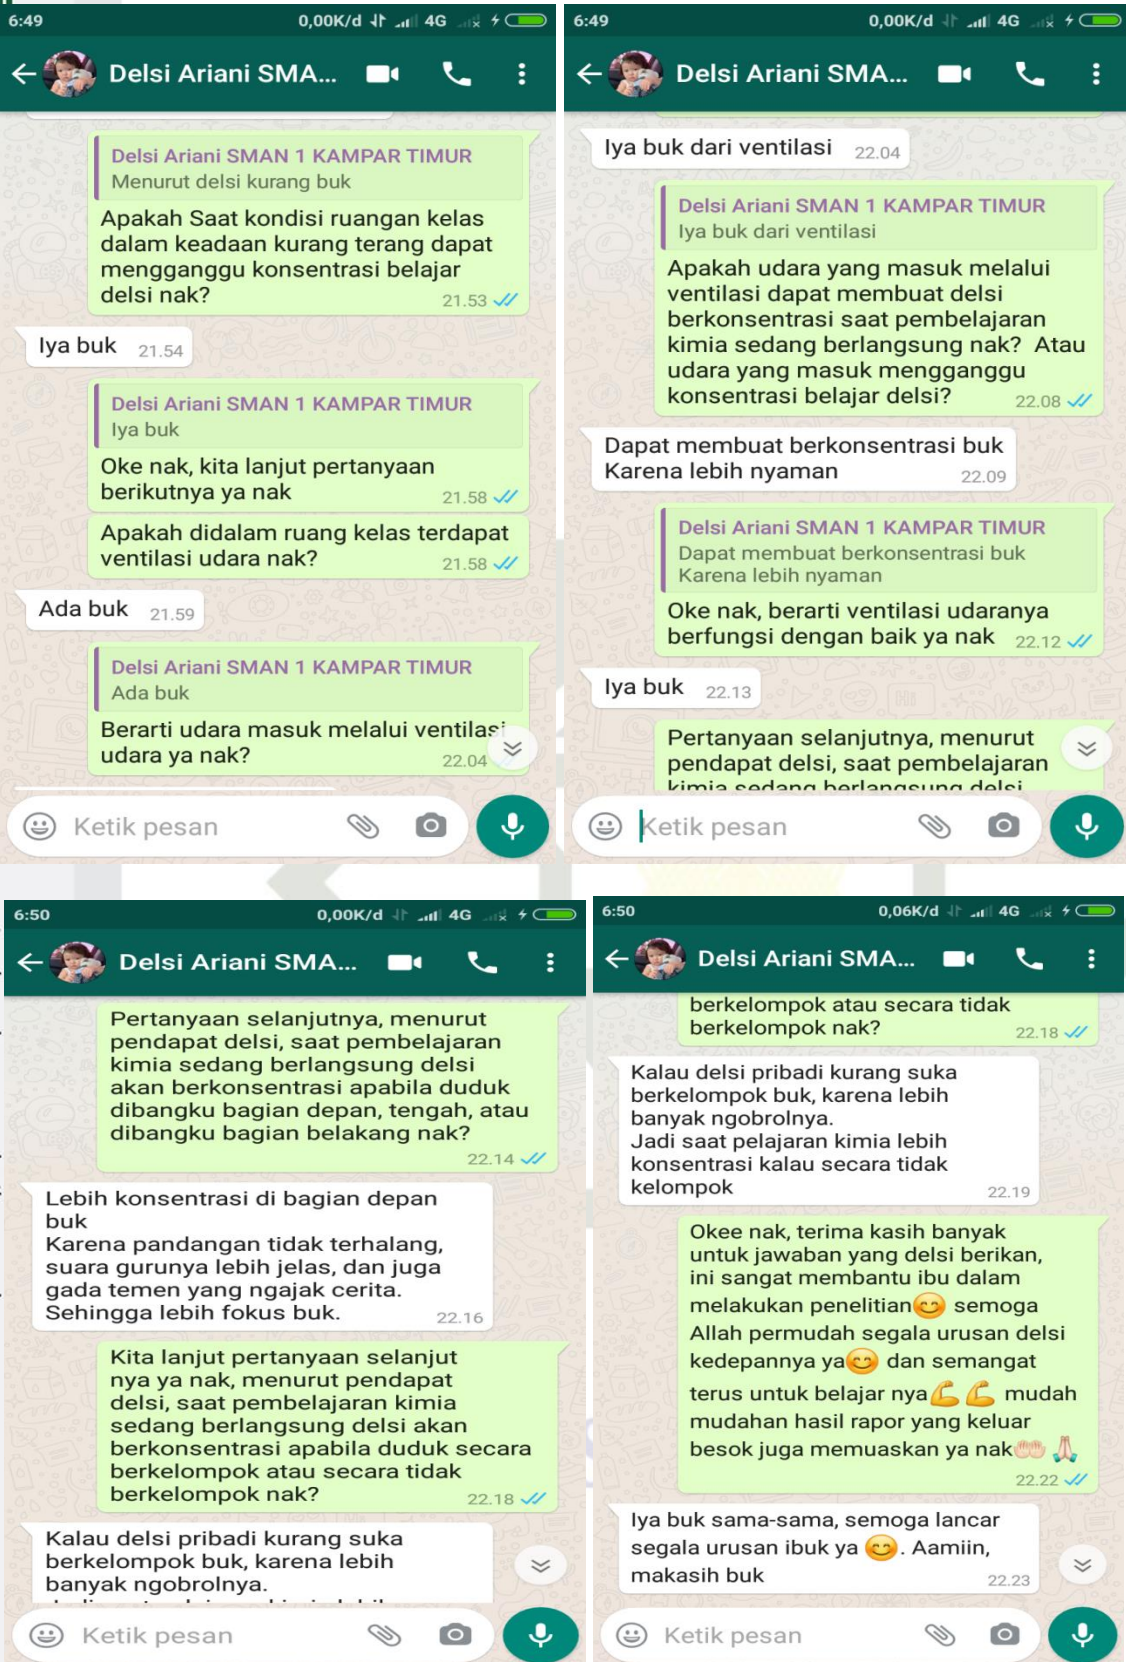 6:49
0,00K/d
4G
Delsi Ariani SMA...
Delsi Ariani SMAN 1 KAMPAR TIMUR
Menurut delsi kurang buk
Apakah Saat kondisi ruangan kelas
dalam keadaan kurang terang dapat
mengganggu konsentrasi belajar
delsi nak?
21.53
Iya buk
21.54
Delsi Ariani SMAN 1 KAMPAR TIMUR
Iya buk
Oke nak, kita lanjut pertanyaan
berikutnya ya nak
21.58
Apakah didalam ruang kelas terdapat
ventilasi udara nak?
21.58
Ada buk
21.59
Delsi Ariani SMAN 1 KAMPAR TIMUR
Ada buk
Berarti udara masuk melalui ventilasi
udara ya nak?
22.04
Ketik pesan
6:49
0,00K/d
4G
Delsi Ariani SMA...
Iya buk dari ventilasi
22.04
Delsi Ariani SMAN 1 KAMPAR TIMUR
Iya buk dari ventilasi
Apakah udara yang masuk melalui
ventilasi dapat membuat delsi
berkonsentrasi saat pembelajaran
kimia sedang berlangsung nak? Atau
udara yang masuk mengganggu
konsentrasi belajar delsi?
22.08
Dapat membuat berkonsentrasi buk
Karena lebih nyaman
22.09
Delsi Ariani SMAN 1 KAMPAR TIMUR
Dapat membuat berkonsentrasi buk
Karena lebih nyaman
Oke nak, berarti ventilasi udaranya
berfungsi dengan baik ya nak
22.12
Iya buk
22.13
Pertanyaan selanjutnya, menurut
pendapat delsi, saat pembelajaran
kimia sedang berlangsung delsi
Ketik pesan
6:50
0,00K/d
4G
Delsi Ariani SMA...
Pertanyaan selanjutnya, menurut
pendapat delsi, saat pembelajaran
kimia sedang berlangsung delsi
akan berkonsentrasi apabila duduk
dibangku bagian depan, tengah, atau
dibangku bagian belakang nak?
22.14
Lebih konsentrasi di bagian depan
buk
Karena pandangan tidak terhalang,
suara gurunya lebih jelas, dan juga
gada temen yang ngajak cerita.
Sehingga lebih fokus buk.
22.16
Kita lanjut pertanyaan selanjut
nya ya nak, menurut pendapat
delsi, saat pembelajaran kimia
sedang berlangsung delsi akan
berkonsentrasi apabila duduk secara
berkelompok atau secara tidak
berkelompok nak?
22.18
Kalau delsi pribadi kurang suka
berkelompok buk, karena lebih
banyak ngobrolnya.
Ketik pesan
6:50
0,06K/d
4G
Delsi Ariani SMA...
berkelompok atau secara tidak
berkelompok nak?
22.18
Kalau delsi pribadi kurang suka
berkelompok buk, karena lebih
banyak ngobrolnya.
Jadi saat pelajaran kimia lebih
konsentrasi kalau secara tidak
kelompok
22.19
Okee nak, terima kasih banyak
untuk jawaban yang delsi berikan,
ini sangat membantu ibu dalam
melakukan penelitian😊 semoga
Allah permudah segala urusan delsi
kedepannya ya😊 dan semangat
terus untuk belajar nya💪💪 mudah
mudahan hasil rapor yang keluar
besok juga memuaskan ya nak🤲🏻🙏🏻
22.22
Iya buk sama-sama, semoga lancar
segala urusan ibuk ya 😊. Aamiin,
makasih buk
22.23
Ketik pesan